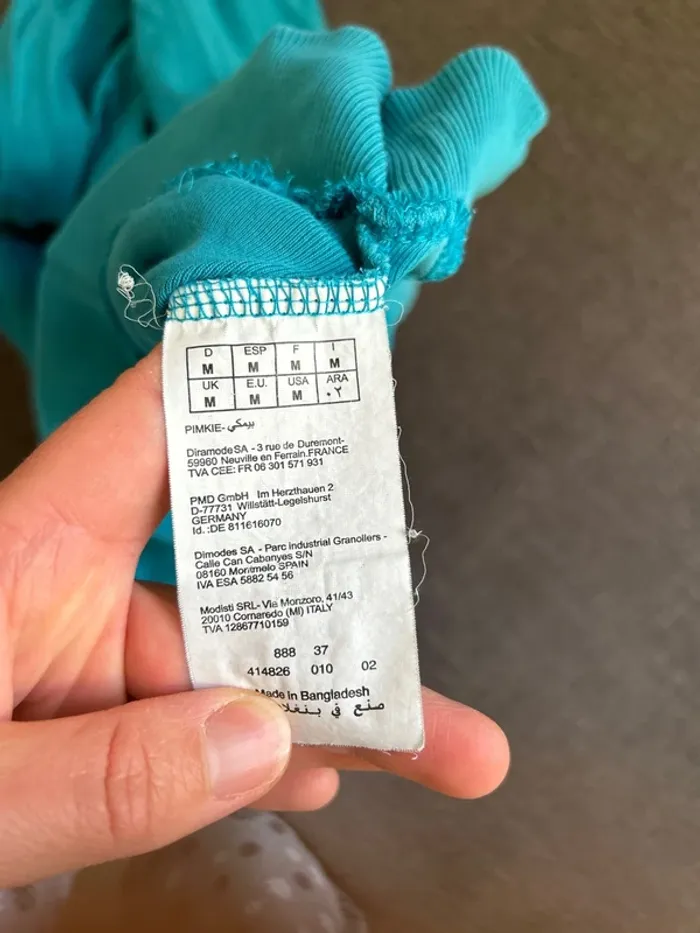 D ESP F I
M M M M
UK E.U. USA ARA
M M M ٠٢
PIMKIE-بيمكي
DiramodeSA - 3 rue de Duremont-
59960 Neuville en Ferrain.FRANCE
TVA CEE: FR 06 301 571 931
PMD GmbH Im Herzthauen 2
D-77731 Willstätt-Legelshurst
GERMANY
Id.:DE 811616070
Dimodes SA - Parc industrial Granollers -
Calle Can Cabanyes S/N
08160 Montmelo SPAIN
IVA ESA 5882 54 56
Modisti SRL- Via Monzoro, 41/43
20010 Cornaredo (MI) ITALY
TVA 12867710159
888 37
414826 010 02
Made in Bangladesh
صنع في